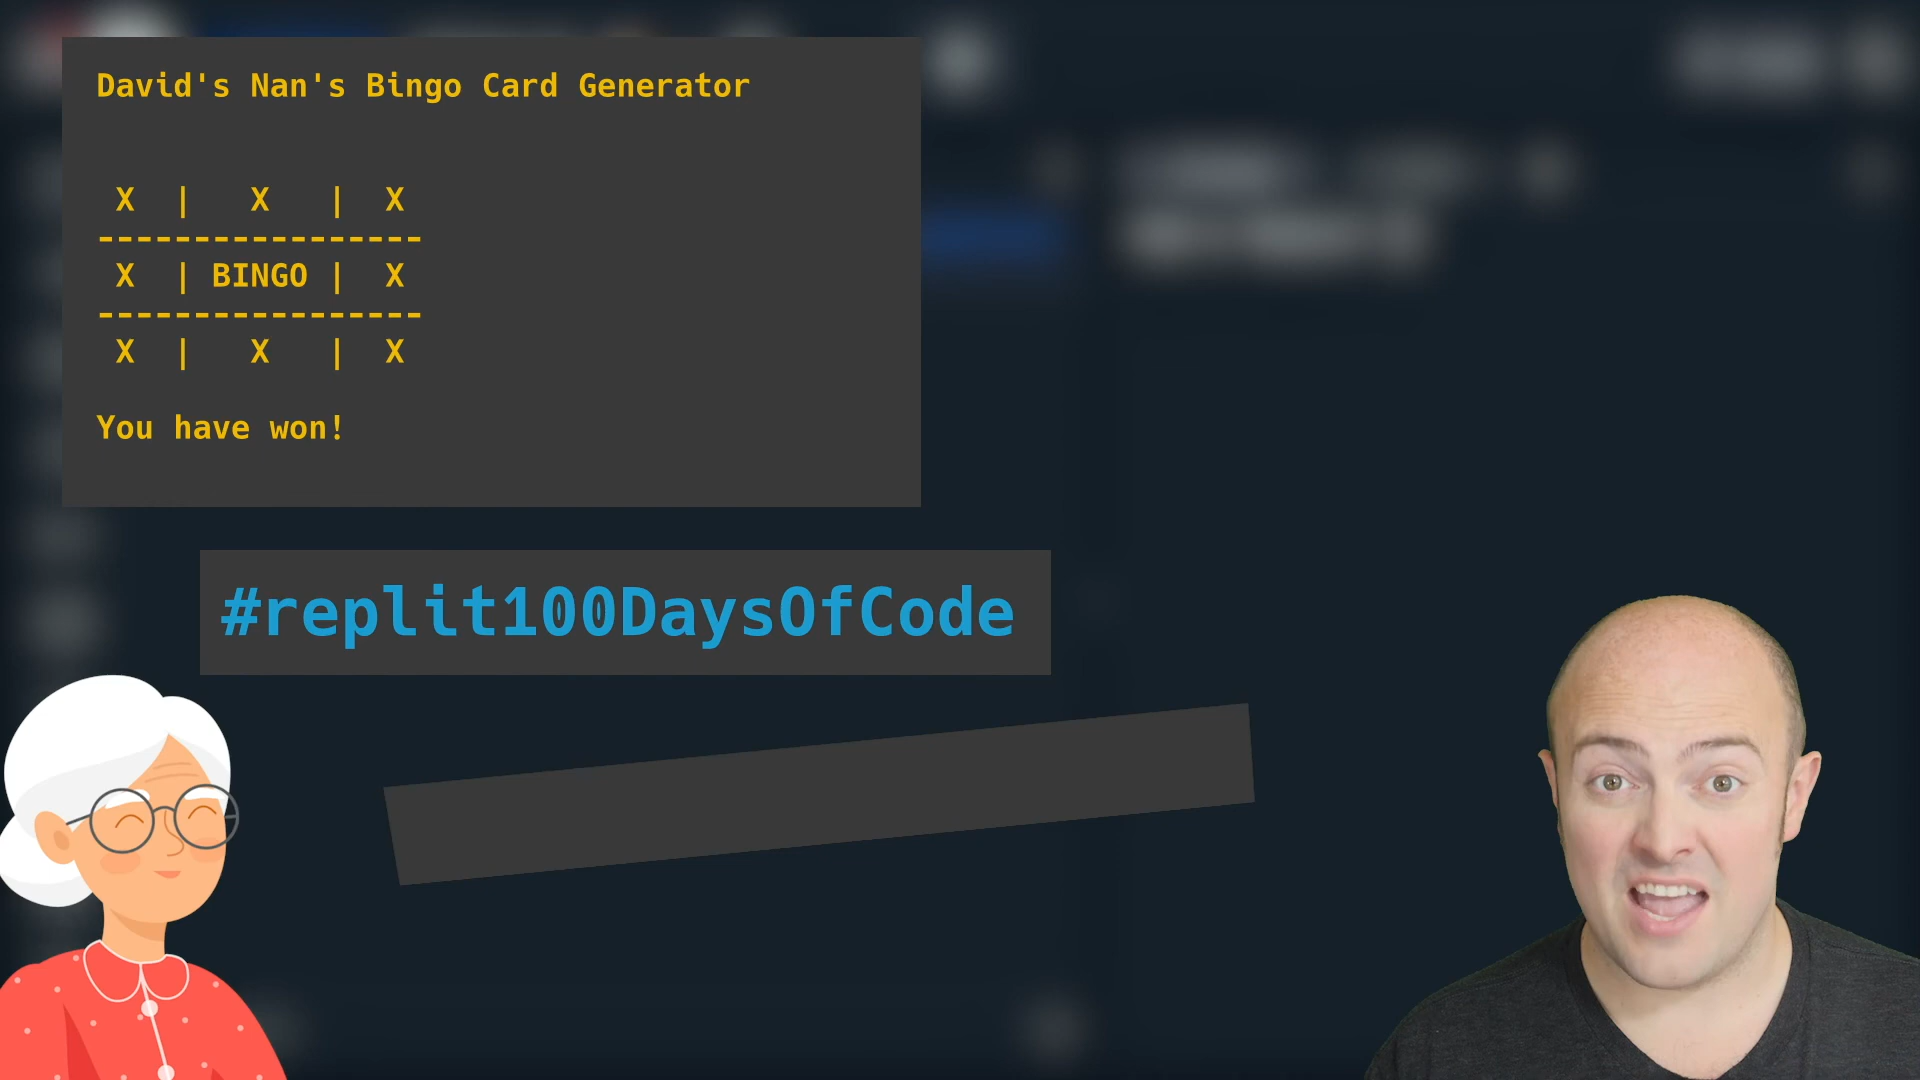 David's Nan's Bingo Card Generator
X | X | X
-----------------
X | BINGO | X
-----------------
X | X | X
You have won!
#replit100DaysOfCode